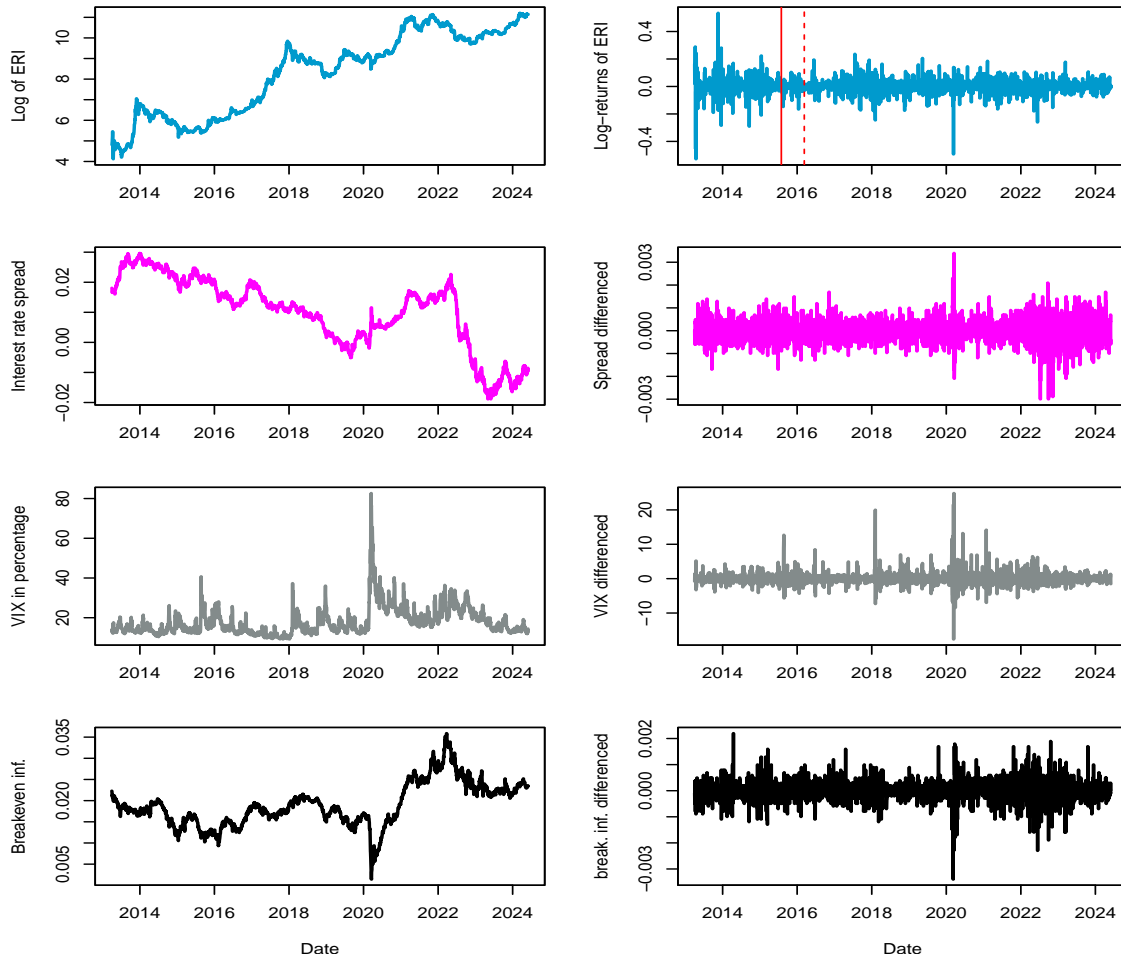 Log of ERI
10
8
6
4
2014 2016 2018 2020 2022 2024
Log−returns of ERI
0.4
0.0
−0.4
2014 2016 2018 2020 2022 2024
Interest rate spread
0.02
0.00
−0.02
2014 2016 2018 2020 2022 2024
Spread differenced
0.003
0.000
−0.003
2014 2016 2018 2020 2022 2024
VIX in percentage
80
60
40
20
2014 2016 2018 2020 2022 2024
VIX differenced
20
10
0
−10
2014 2016 2018 2020 2022 2024
Breakeven inf.
0.035
0.020
0.005
2014 2016 2018 2020 2022 2024
Date
break. inf. differenced
0.002
0.000
−0.003
2014 2016 2018 2020 2022 2024
Date